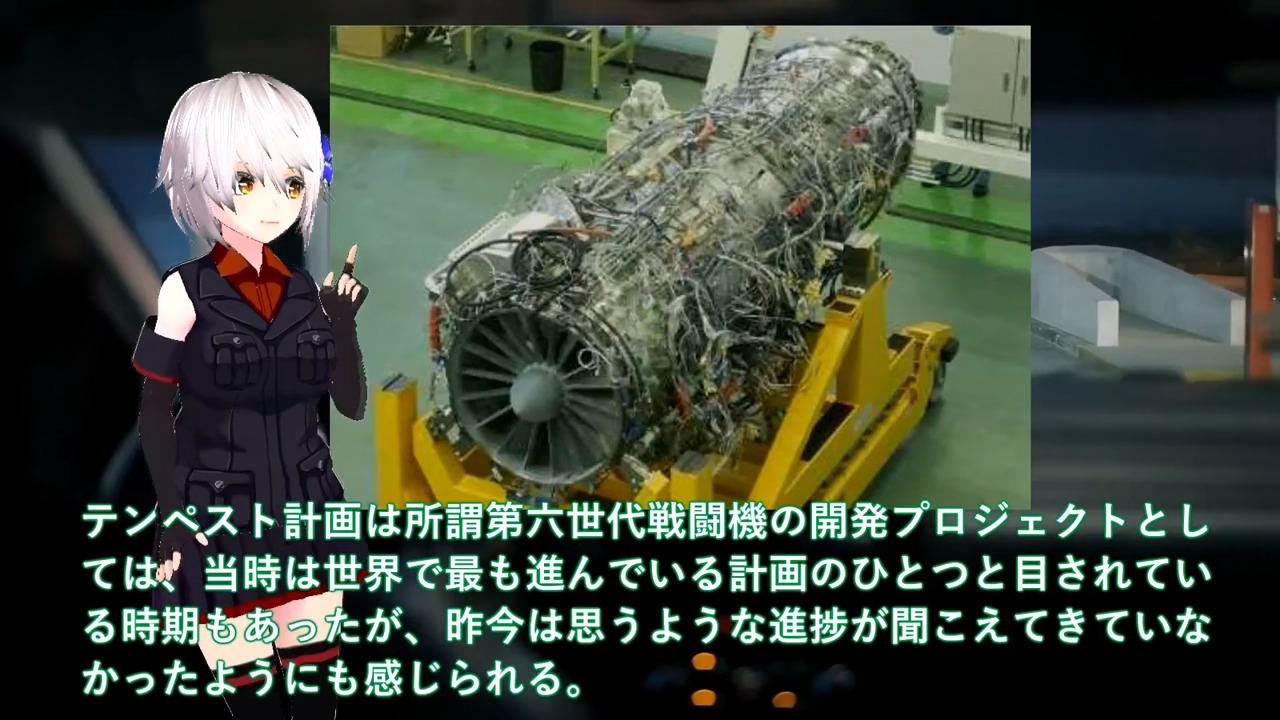 テンペスト計画は所謂第六世代戦闘機の開発プロジェクトとし
ては、当時は世界で最も進んでいる計画のひとつと目されてい
る時期もあったが、昨今は思うような進捗が聞こえてきていな
かったようにも感じられる。